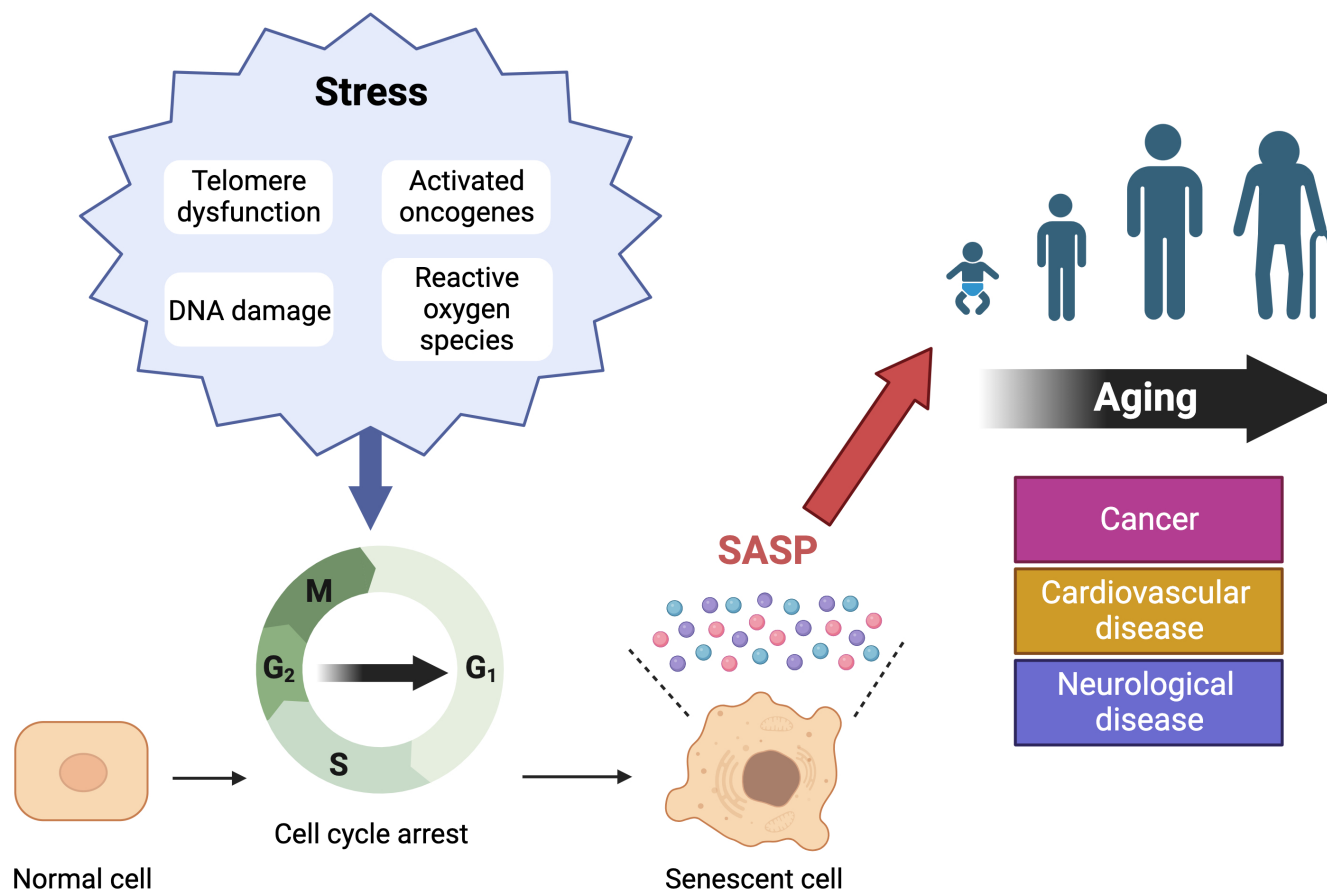 Stress
Telomere
dysfunction
Activated
oncogenes
DNA damage
Reactive
oxygen
species
Aging
Cancer
Cardiovascular
disease
Neurological
disease
SASP
M
G₂
G₁
S
Cell cycle arrest
Normal cell
Senescent cell